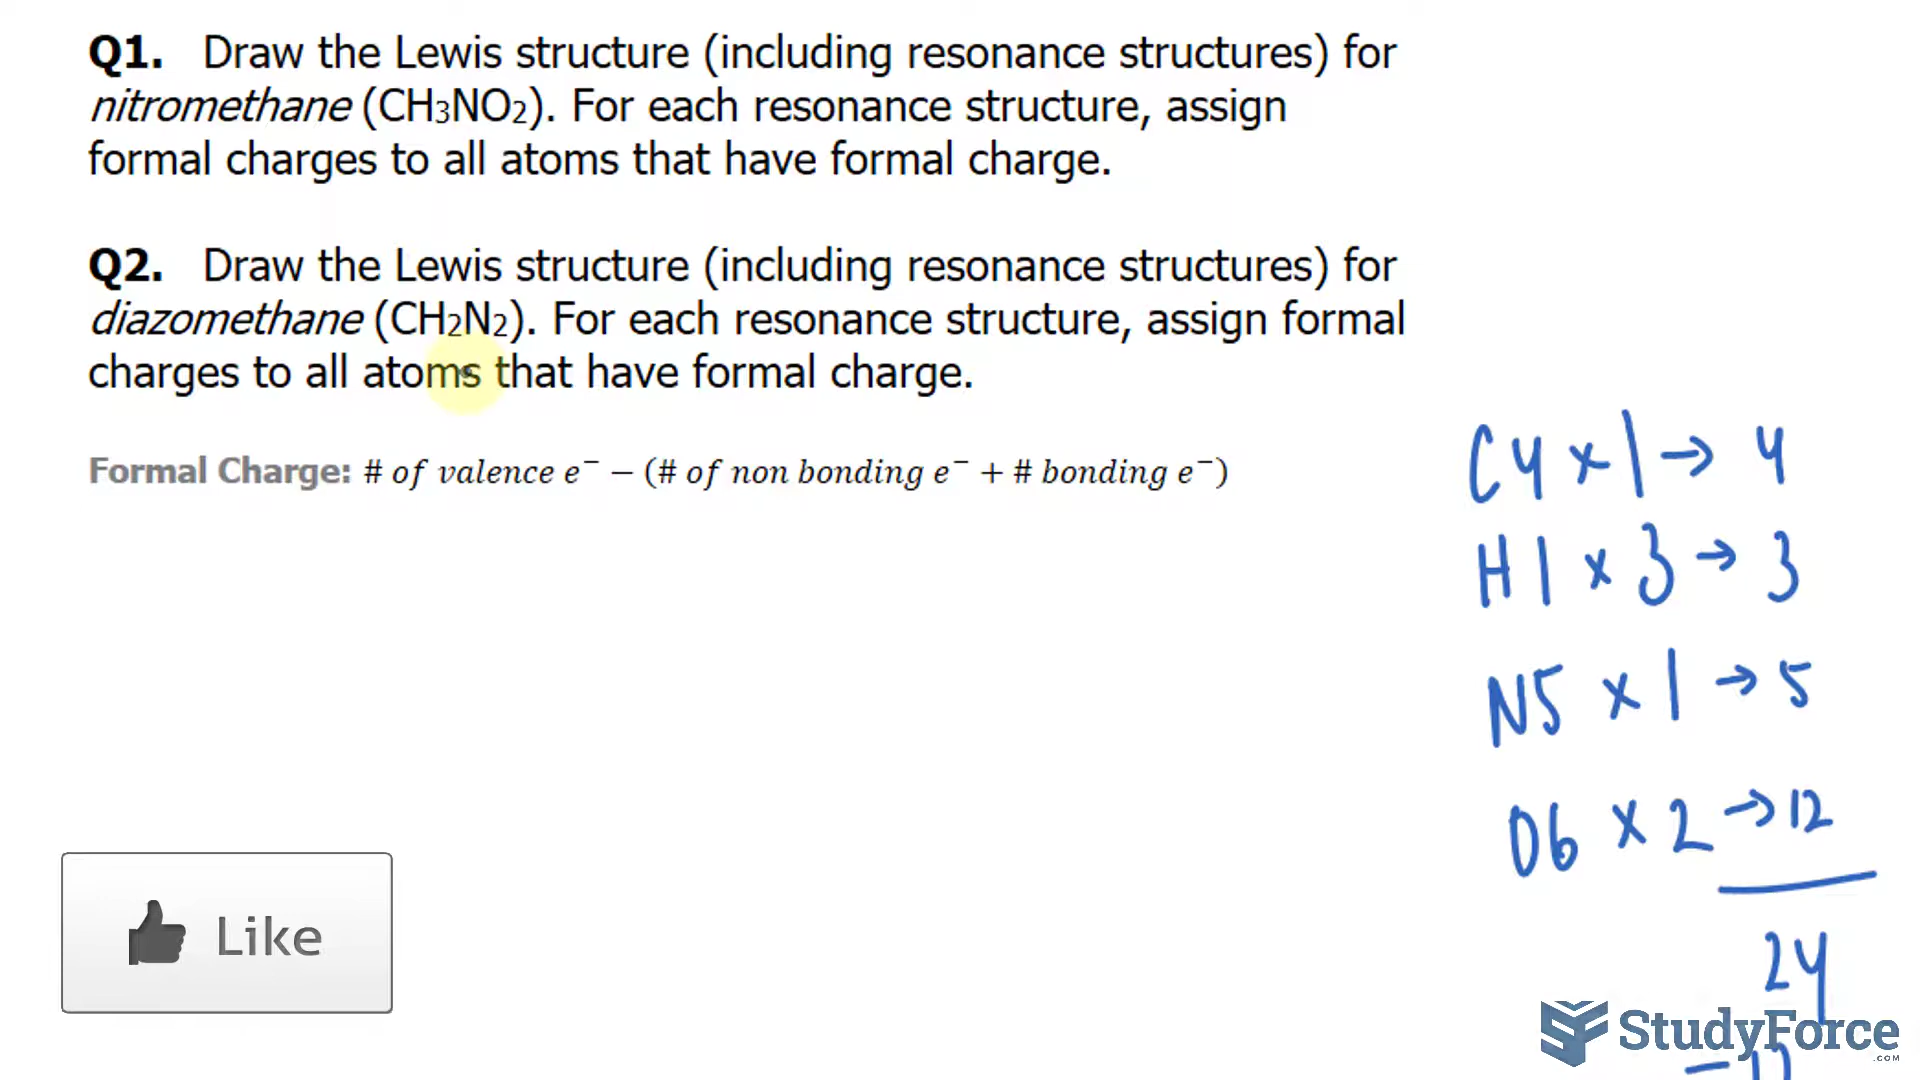 Q1. Draw the Lewis structure (including resonance structures) for
nitromethane (CH₃NO₂). For each resonance structure, assign
formal charges to all atoms that have formal charge.
Q2. Draw the Lewis structure (including resonance structures) for
diazomethane (CH₂N₂). For each resonance structure, assign formal
charges to all atoms that have formal charge.
Formal Charge: # of valence e⁻ − (# of non bonding e⁻ + # bonding e⁻)
C4 × 1 → 4
H1 × 3 → 3
N5 × 1 → 5
O6 × 2 → 12
24
Like
StudyForce
.COM